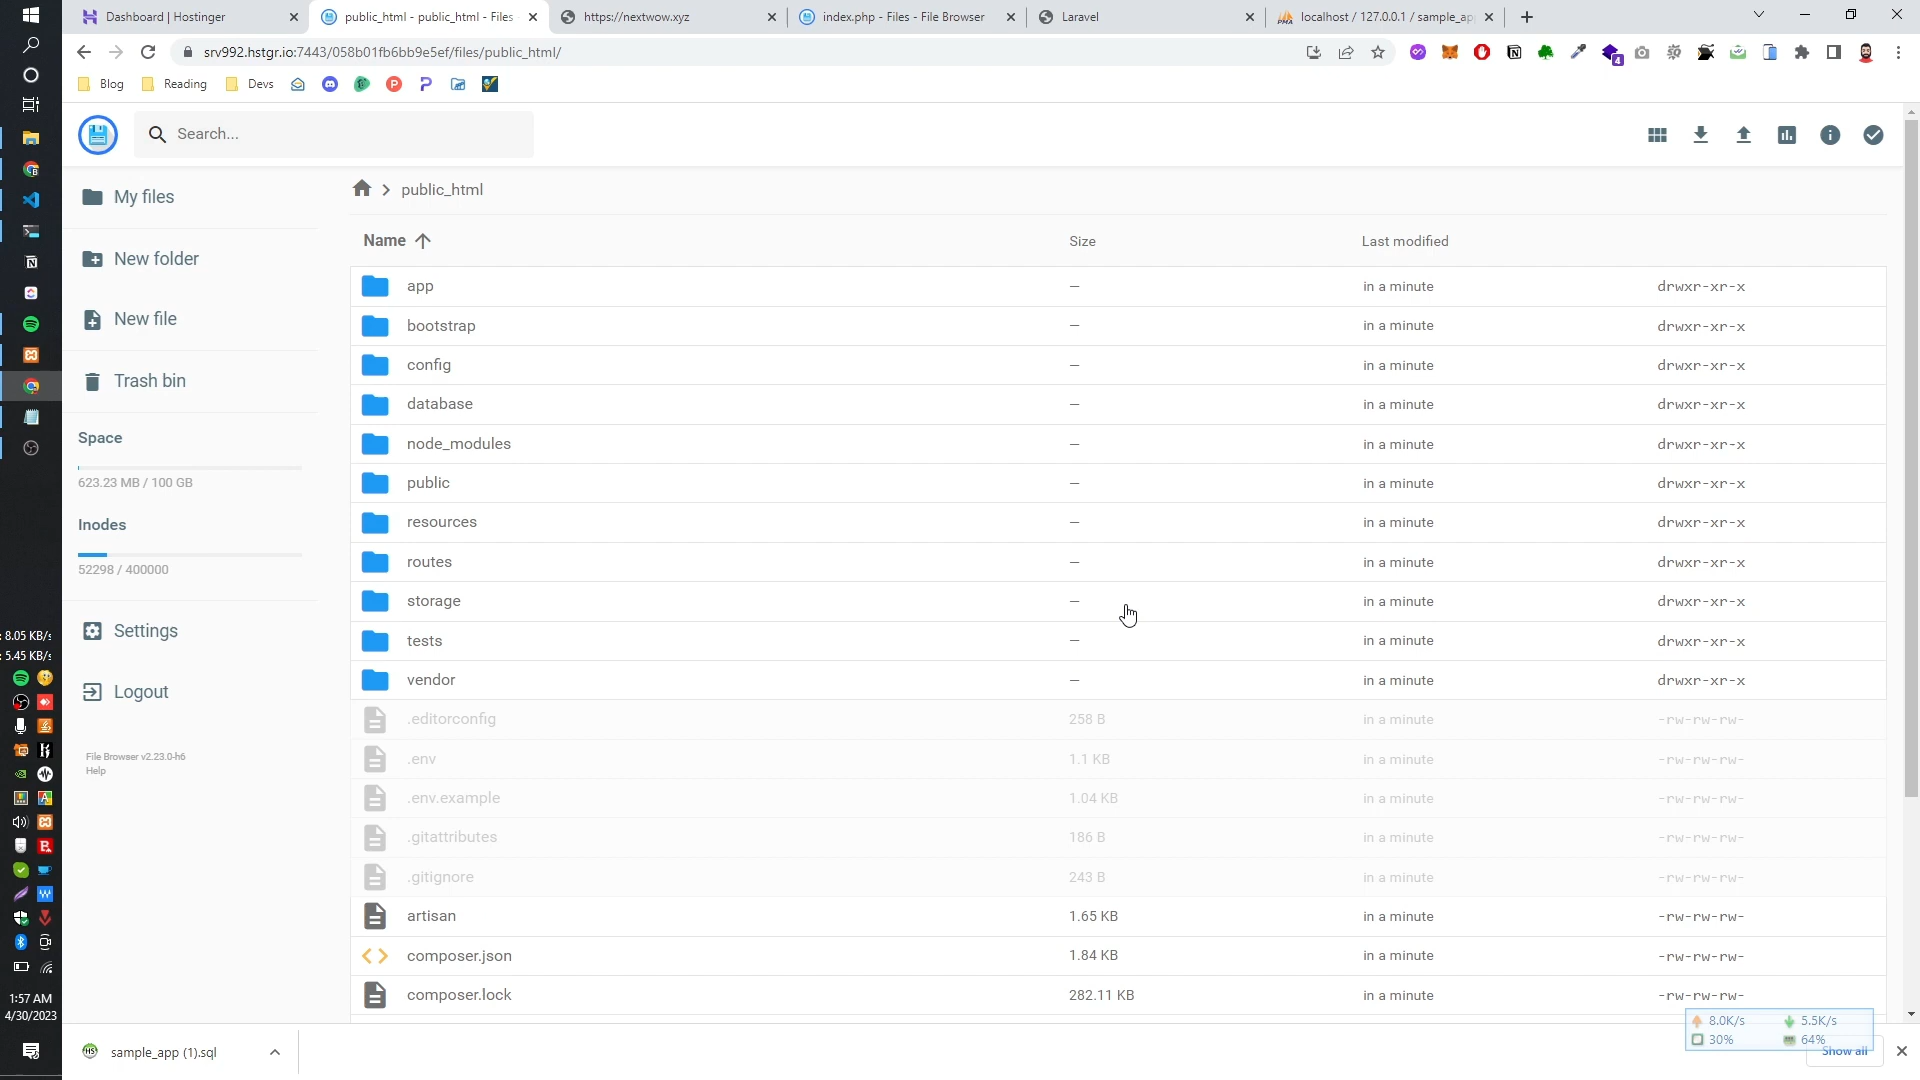 Dashboard | Hostinger
public_html - public_html - Files
https://nextwow.xyz
index.php - Files - File Browser
Laravel
localhost / 127.0.0.1 / sample_ap
srv992.hstgr.io:7443/058b01fb6bb9e5ef/files/public_html/
Blog
Reading
Devs
Search...
My files
New folder
New file
Trash bin
Space
623.23 MB / 100 GB
Inodes
52298 / 400000
Settings
Logout
File Browser v2.23.0-h6
Help
public_html
Name Size Last modified
app – in a minute drwxr-xr-x
bootstrap – in a minute drwxr-xr-x
config – in a minute drwxr-xr-x
database – in a minute drwxr-xr-x
node_modules – in a minute drwxr-xr-x
public – in a minute drwxr-xr-x
resources – in a minute drwxr-xr-x
routes – in a minute drwxr-xr-x
storage – in a minute drwxr-xr-x
tests – in a minute drwxr-xr-x
vendor – in a minute drwxr-xr-x
.editorconfig 258 B in a minute -rw-rw-rw-
.env 1.1 KB in a minute -rw-rw-rw-
.env.example 1.04 KB in a minute -rw-rw-rw-
.gitattributes 186 B in a minute -rw-rw-rw-
.gitignore 243 B in a minute -rw-rw-rw-
artisan 1.65 KB in a minute -rw-rw-rw-
composer.json 1.84 KB in a minute -rw-rw-rw-
composer.lock 282.11 KB in a minute -rw-rw-rw-
: 8.05 KB/s
: 5.45 KB/s
1:57 AM
4/30/2023
sample_app (1).sql
8.0K/s 5.5K/s
30% 64%
Show all